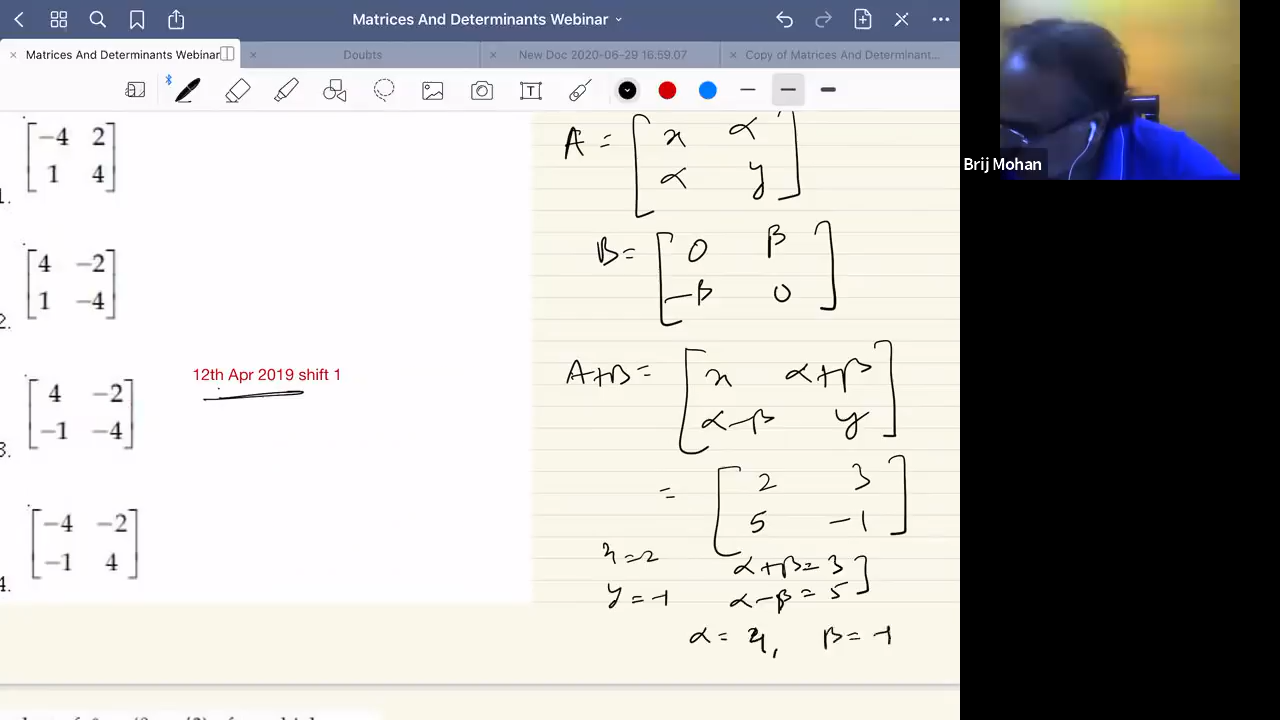 Matrices And Determinants Webinar
Matrices And Determinants Webinar
Doubts
New Doc 2020-06-29 16.59.07
Copy of Matrices And Determinant...
-4 2
1 4
4 -2
1 -4
2.
12th Apr 2019 shift 1
4 -2
-1 -4
3.
-4 -2
-1 4
4.
A = [ x α
α y ]
B = [ 0 β
-β 0 ]
A+B = [ x α+β
α-β y ]
= [ 2 3
5 -1 ]
x=2 α+β=3 ]
y=-1 α-β=5
α=4, β=-1
Brij Mohan